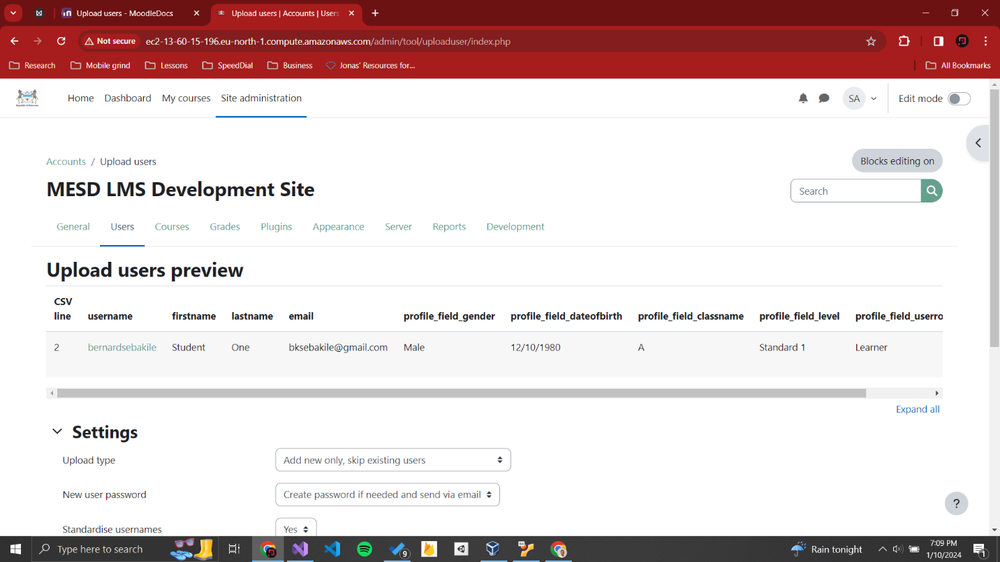 Upload users - MoodleDocs
Upload users | Accounts | Users
Not secure
ec2-13-60-15-196.eu-north-1.compute.amazonaws.com/admin/tool/uploaduser/index.php
Research
Mobile grind
Lessons
SpeedDial
Business
Jonas' Resources for...
All Bookmarks
Home
Dashboard
My courses
Site administration
SA
Edit mode
Accounts / Upload users
Blocks editing on
MESD LMS Development Site
Search
General
Users
Courses
Grades
Plugins
Appearance
Server
Reports
Development
Upload users preview
CSV line username firstname lastname email profile_field_gender profile_field_dateofbirth profile_field_classname profile_field_level profile_field_userro
2 bernardsebakile Student One bksebakile@gmail.com Male 12/10/1980 A Standard 1 Learner
Expand all
Settings
Upload type Add new only, skip existing users
New user password Create password if needed and send via email
?
Standardise usernames Yes
Type here to search
9
Rain tonight
7:09 PM
1/10/2024
1